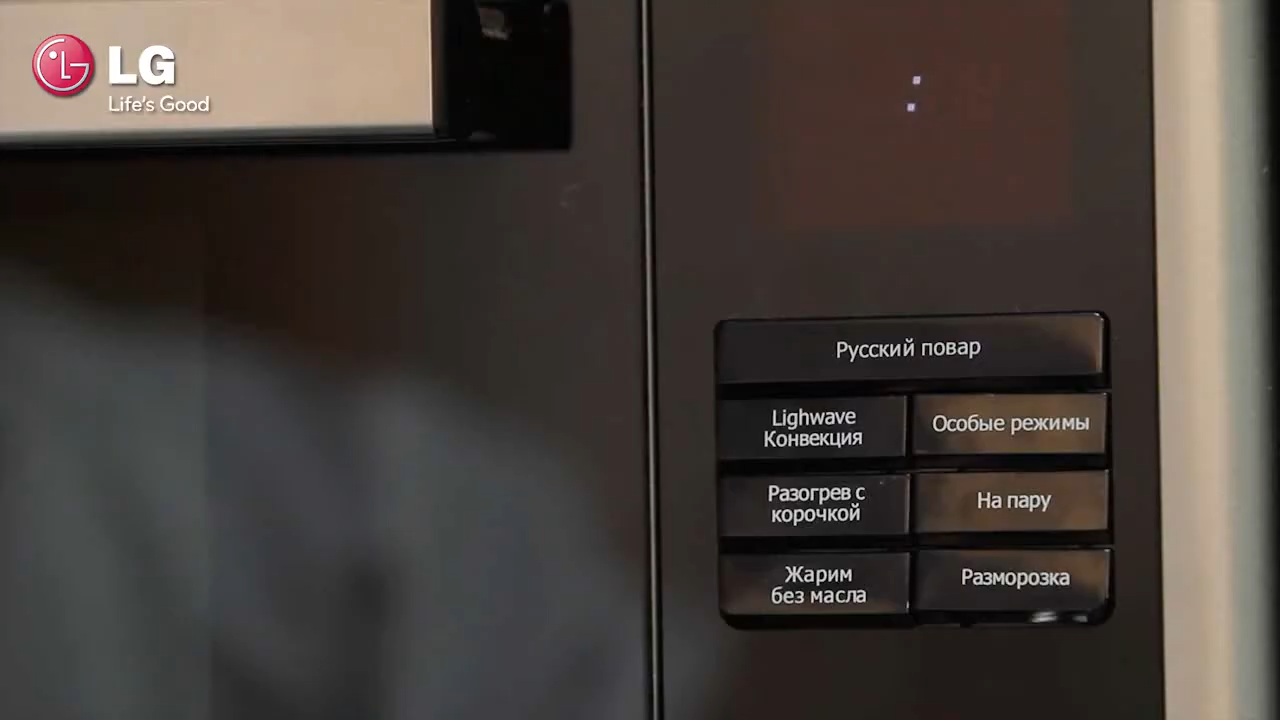 LG
Life's Good
:
Русский повар
Lighwave
Конвекция
Особые режимы
Разогрев с
корочкой
На пару
Жарим
без масла
Разморозка